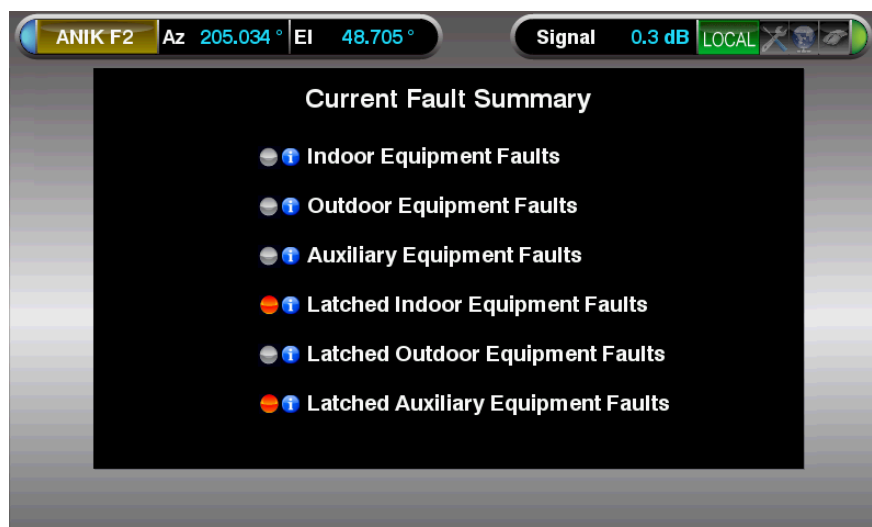 ANIK F2 Az 205.034 ° El 48.705 ° Signal 0.3 dB LOCAL
Current Fault Summary
i Indoor Equipment Faults
i Outdoor Equipment Faults
i Auxiliary Equipment Faults
i Latched Indoor Equipment Faults
i Latched Outdoor Equipment Faults
i Latched Auxiliary Equipment Faults